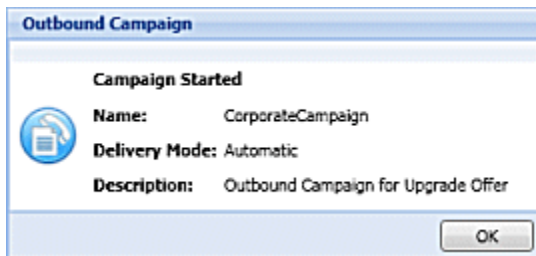 Outbound Campaign
Campaign Started
Name: CorporateCampaign
Delivery Mode: Automatic
Description: Outbound Campaign for Upgrade Offer
OK